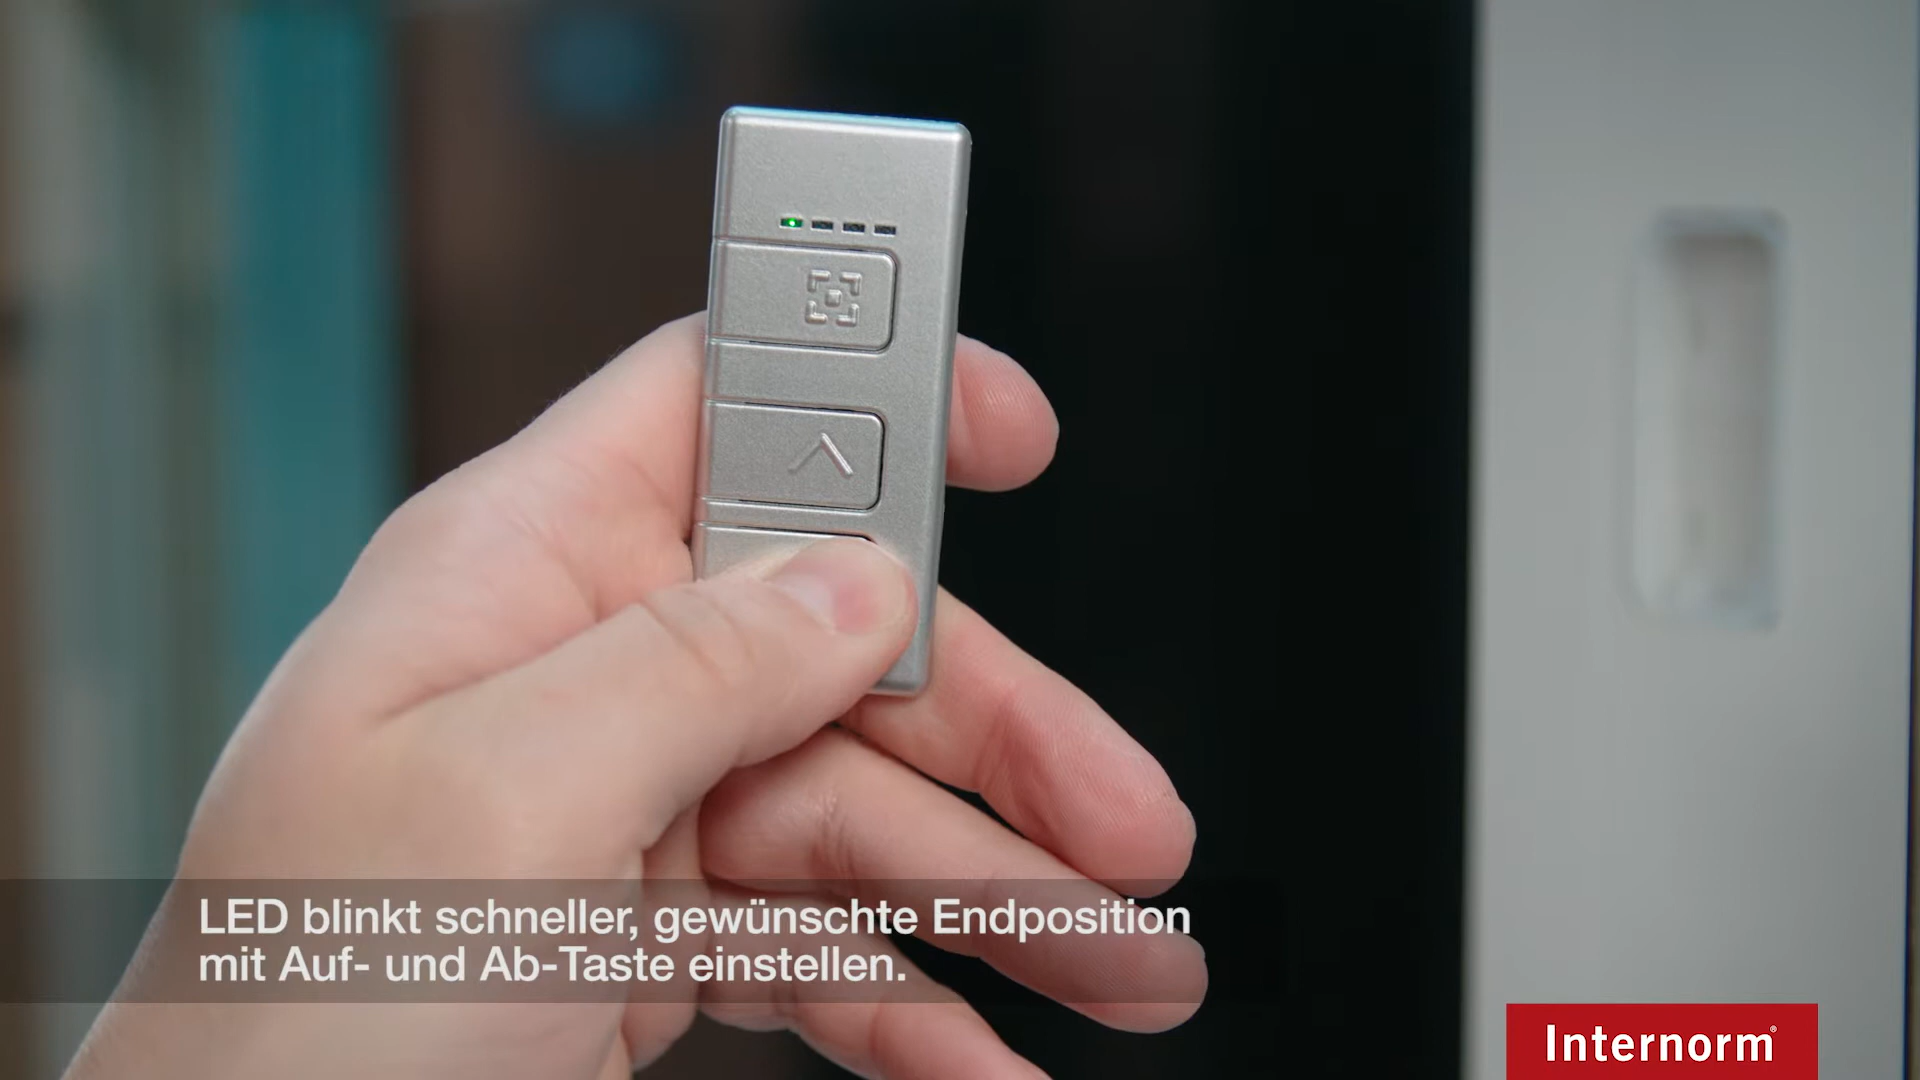 LED blinkt schneller, gewünschte Endposition
mit Auf- und Ab-Taste einstellen.
Internorm®